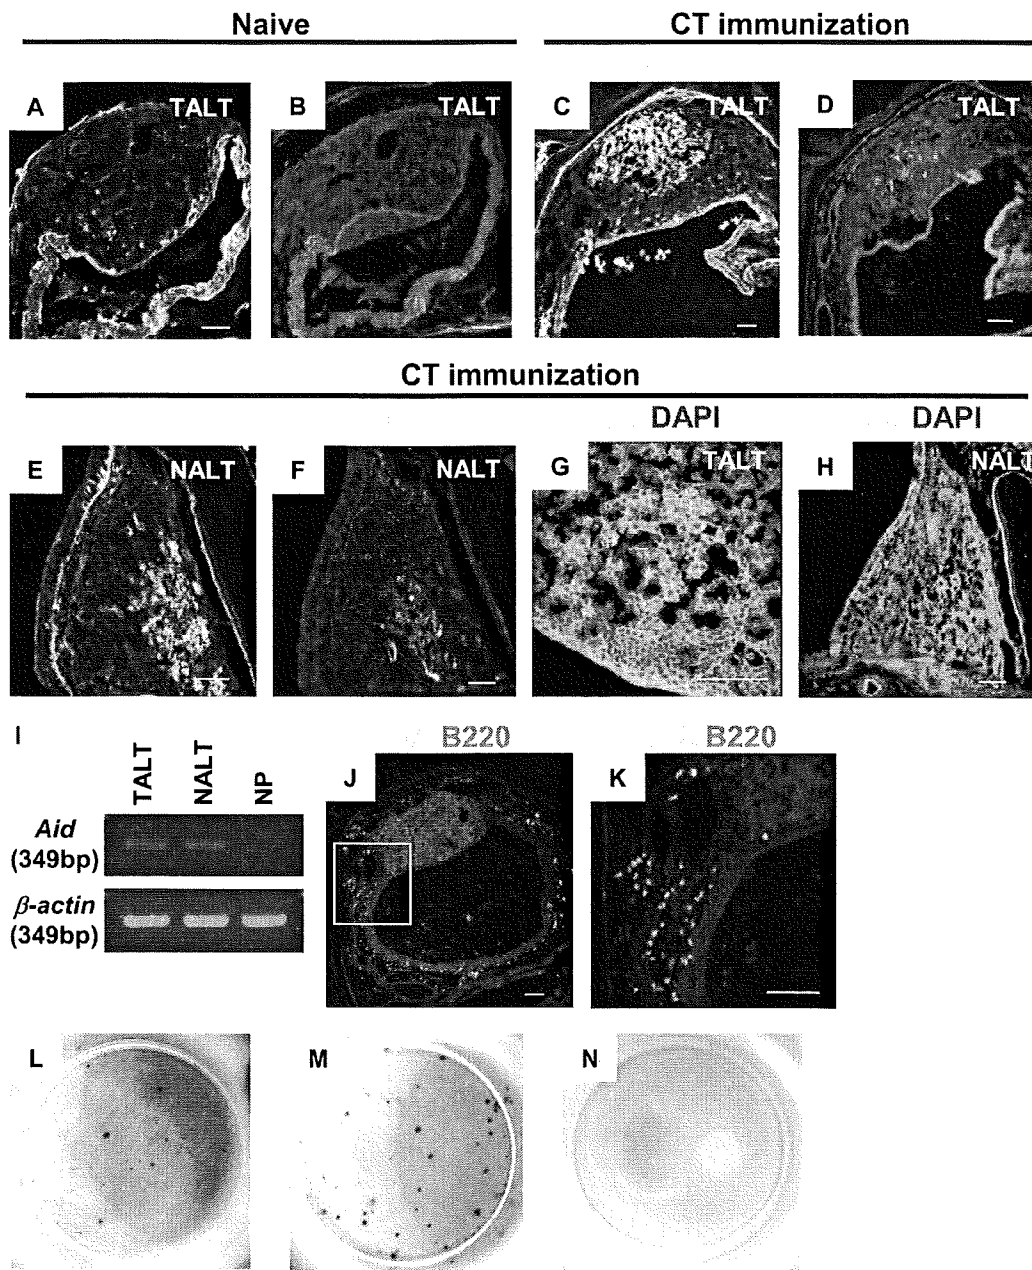 Naive
CT immunization
A
TALT
B
TALT
C
TALT
D
TALT
CT immunization
DAPI
DAPI
E
NALT
F
NALT
G
TALT
H
NALT
I
TALT
NALT
NP
Aid
(349bp)
β-actin
(349bp)
B220
B220
J
K
L
M
N